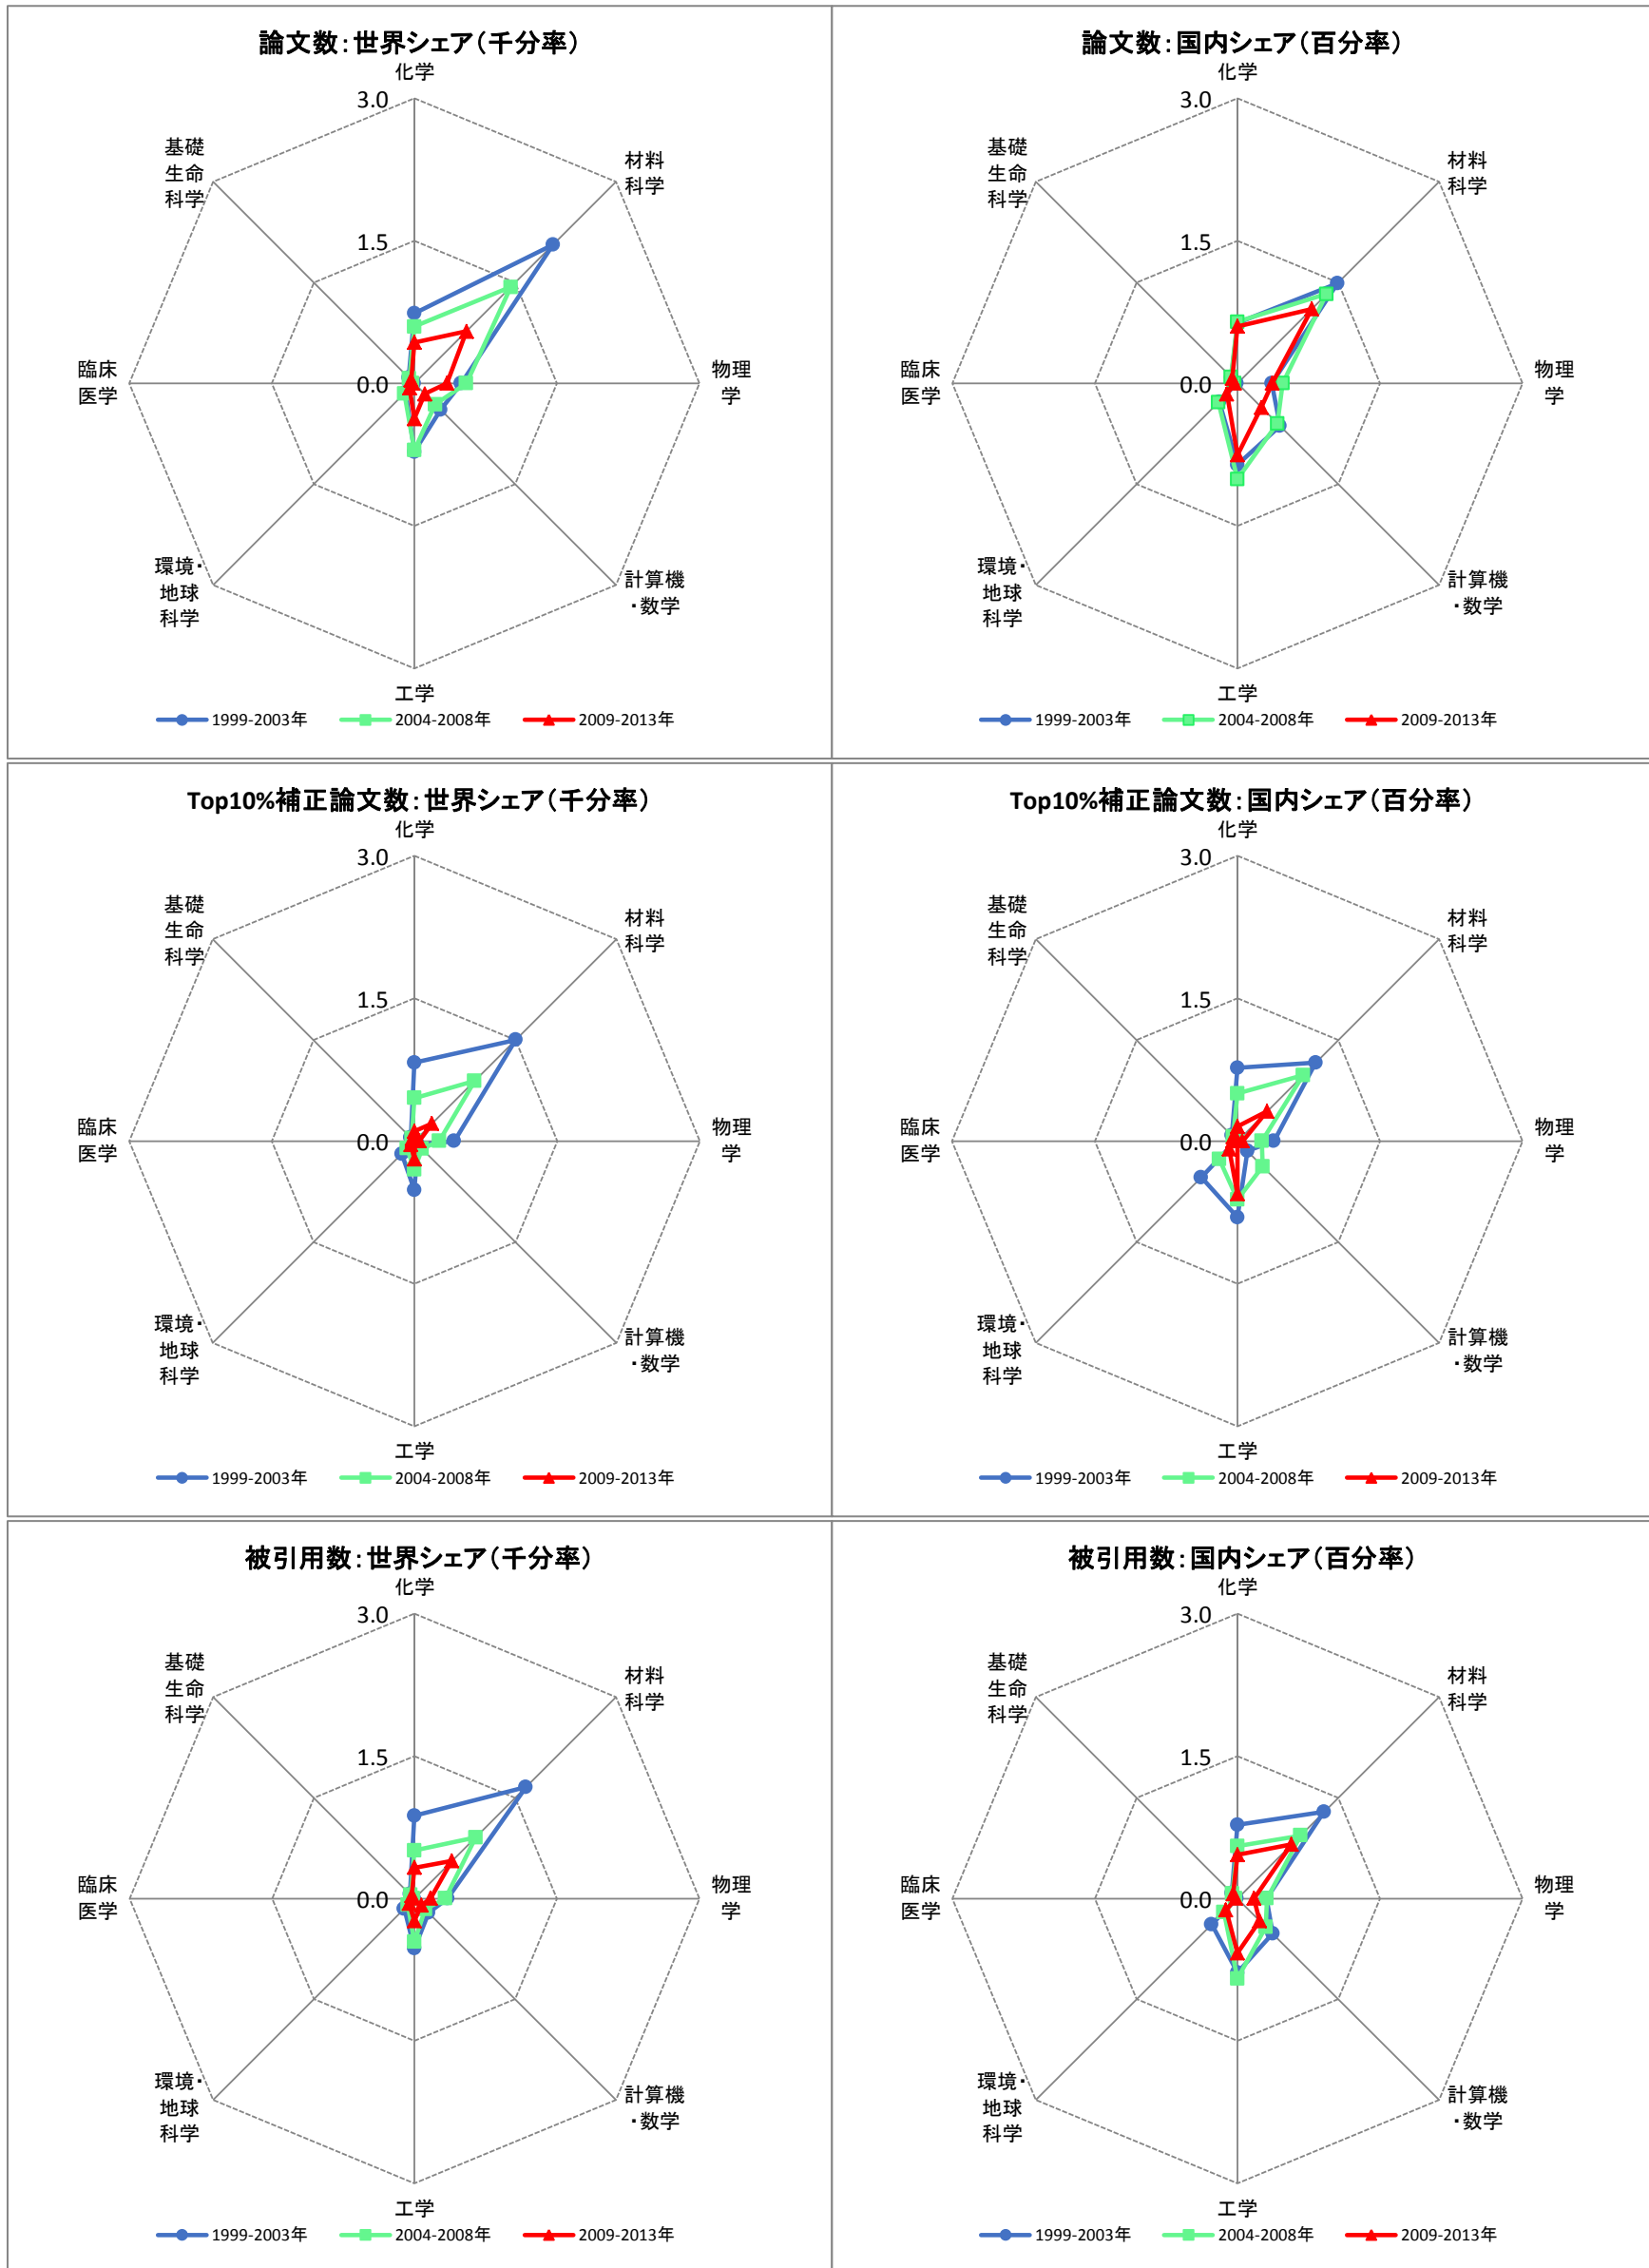 論文数：世界シェア（千分率）
化学
3.0
基礎
生命
科学
材料
科学
1.5
臨床
医学
0.0
物理
学
環境・
地球
科学
計算機
・数学
工学
1999-2003年
2004-2008年
2009-2013年
論文数：国内シェア（百分率）
化学
3.0
基礎
生命
科学
材料
科学
1.5
臨床
医学
0.0
物理
学
環境・
地球
科学
計算機
・数学
工学
1999-2003年
2004-2008年
2009-2013年
Top10%補正論文数：世界シェア（千分率）
化学
3.0
基礎
生命
科学
材料
科学
1.5
臨床
医学
0.0
物理
学
環境・
地球
科学
計算機
・数学
工学
1999-2003年
2004-2008年
2009-2013年
Top10%補正論文数：国内シェア（百分率）
化学
3.0
基礎
生命
科学
材料
科学
1.5
臨床
医学
0.0
物理
学
環境・
地球
科学
計算機
・数学
工学
1999-2003年
2004-2008年
2009-2013年
被引用数：世界シェア（千分率）
化学
3.0
基礎
生命
科学
材料
科学
1.5
臨床
医学
0.0
物理
学
環境・
地球
科学
計算機
・数学
工学
1999-2003年
2004-2008年
2009-2013年
被引用数：国内シェア（百分率）
化学
3.0
基礎
生命
科学
材料
科学
1.5
臨床
医学
0.0
物理
学
環境・
地球
科学
計算機
・数学
工学
1999-2003年
2004-2008年
2009-2013年